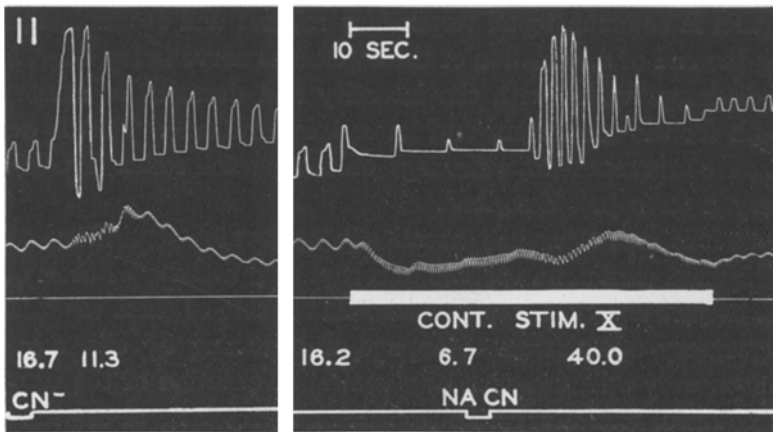 11
10 SEC.
CONT. STIM. X
16.7 11.3
16.2 6.7 40.0
CN⁻
NA CN